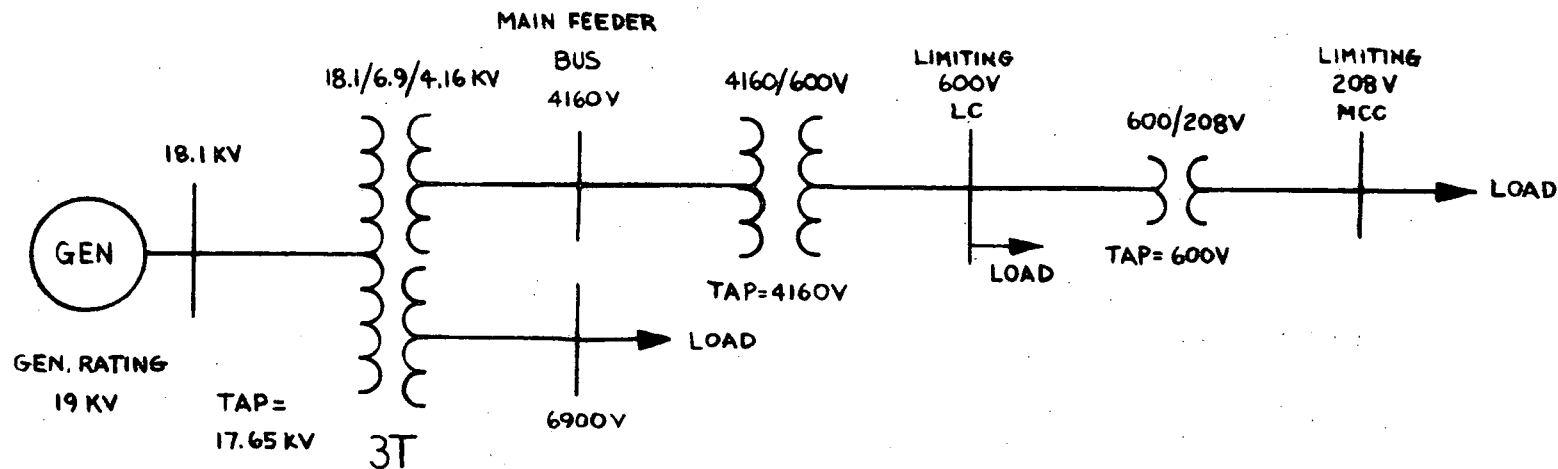 MAIN FEEDER
BUS
4160V
18.1/6.9/4.16 KV
4160/600V
LIMITING
600V
LC
LIMITING
208V
MCC
600/208V
18.1 KV
GEN
LOAD
LOAD
TAP=600V
TAP=4160V
LOAD
GEN. RATING
19 KV
TAP=
17.65 KV
6900V
3T